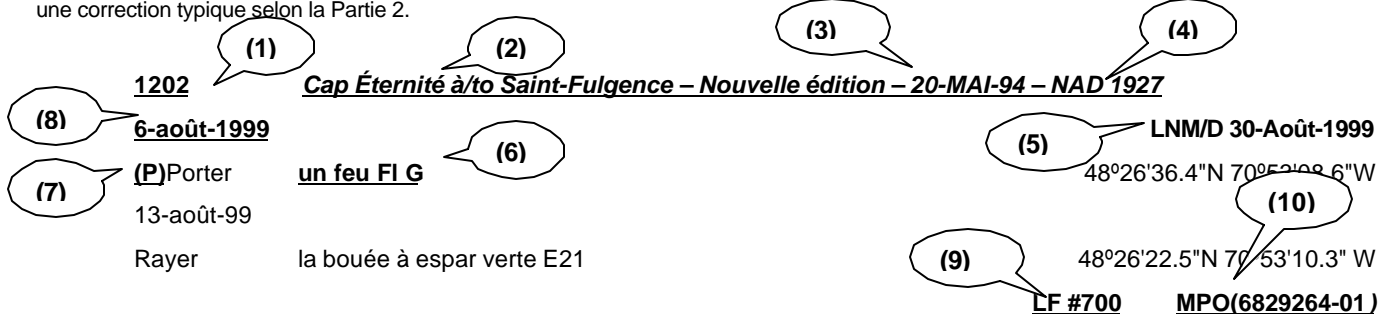 une correction typique selon la Partie 2.
(1) (2) (3) (4)
1202 Cap Éternité à/to Saint-Fulgence – Nouvelle édition – 20-MAI-94 – NAD 1927
(8) 6-août-1999 (5) LNM/D 30-Août-1999
(7) (P)Porter un feu Fl G (6) 48º26'36.4"N 70º53'08.6"W
13-août-99 (10)
Rayer la bouée à espar verte E21 (9) 48º26'22.5"N 70º53'10.3" W
LF #700 MPO(6829264-01)